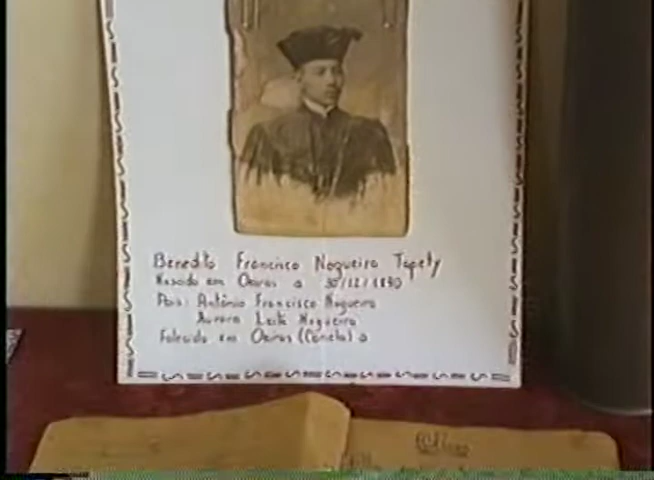 Benedito Francisco Nogueira Tapety
Nascido em Oeiras a 30/12/1890
Pais: Antônio Francisco Nogueira
Aurora Leite Nogueira
Falecido em Oeiras (Canela) a